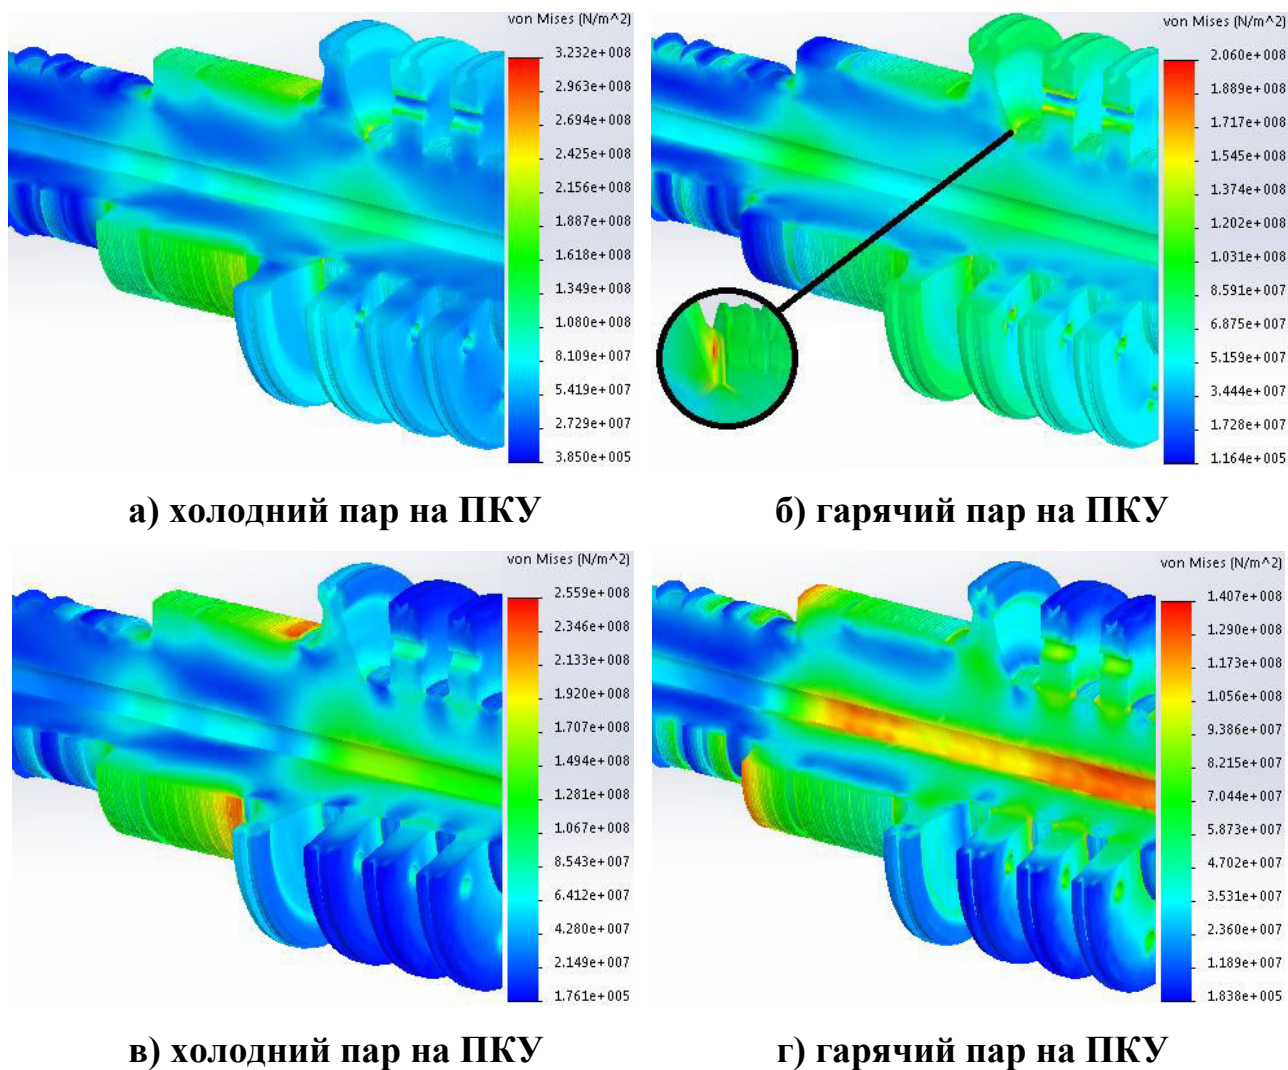 von Mises (N/m^2)
3.232e+008
2.963e+008
2.694e+008
2.425e+008
2.156e+008
1.887e+008
1.618e+008
1.349e+008
1.080e+008
8.109e+007
5.419e+007
2.729e+007
3.850e+005
von Mises (N/m^2)
2.060e+008
1.889e+008
1.717e+008
1.545e+008
1.374e+008
1.202e+008
1.031e+008
8.591e+007
6.875e+007
5.159e+007
3.444e+007
1.728e+007
1.164e+005
а) холодний пар на ПКУ
б) гарячий пар на ПКУ
von Mises (N/m^2)
2.559e+008
2.346e+008
2.133e+008
1.920e+008
1.707e+008
1.494e+008
1.281e+008
1.067e+008
8.543e+007
6.412e+007
4.280e+007
2.149e+007
1.761e+005
von Mises (N/m^2)
1.407e+008
1.290e+008
1.173e+008
1.056e+008
9.386e+007
8.215e+007
7.044e+007
5.873e+007
4.702e+007
3.531e+007
2.360e+007
1.189e+007
1.838e+005
в) холодний пар на ПКУ
г) гарячий пар на ПКУ